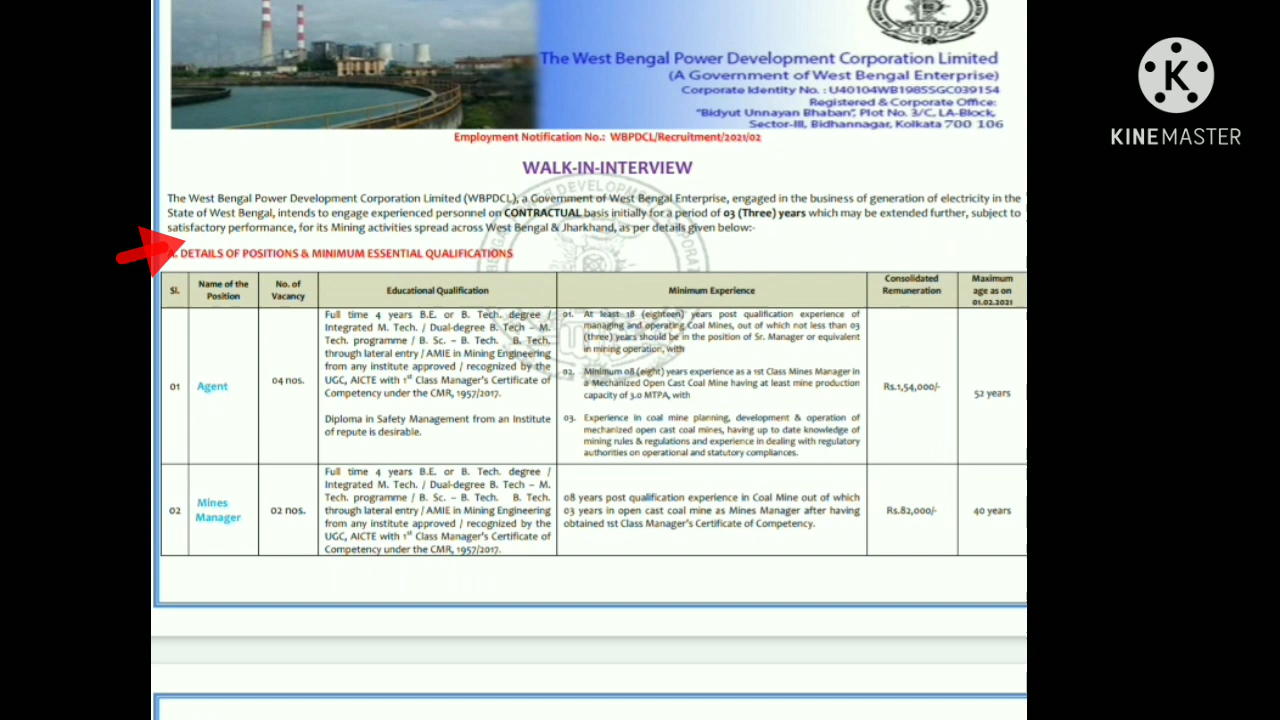 The West Bengal Power Development Corporation Limited
(A Government of West Bengal Enterprise)
Corporate Identity No. : U40104WB1985SGC039154
Registered & Corporate Office:
"Bidyut Unnayan Bhaban", Plot No. 3/C, LA-Block,
Sector-III, Bidhannagar, Kolkata 700 106
KINEMASTER
Employment Notification No.: WBPDCL/Recruitment/2021/02
WALK-IN-INTERVIEW
The West Bengal Power Development Corporation Limited (WBPDCL), a Government of West Bengal Enterprise, engaged in the business of generation of electricity in the
State of West Bengal, intends to engage experienced personnel on CONTRACTUAL basis initially for a period of 03 (Three) years which may be extended further, subject to
satisfactory performance, for its Mining activities spread across West Bengal & Jharkhand, as per details given below:-
A. DETAILS OF POSITIONS & MINIMUM ESSENTIAL QUALIFICATIONS
Sl.
Name of the
Position
No. of
Vacancy
Educational Qualification
Minimum Experience
Consolidated
Remuneration
Maximum
age as on
01.02.2021
01
Agent
04 nos.
Full time 4 years B.E. or B. Tech. degree /
Integrated M. Tech. / Dual-degree B. Tech – M.
Tech. programme / B. Sc. – B. Tech. B. Tech.
through lateral entry / AMIE in Mining Engineering
from any institute approved / recognized by the
UGC, AICTE with 1st Class Manager's Certificate of
Competency under the CMR, 1957/2017.
Diploma in Safety Management from an Institute
of repute is desirable.
01. At least 18 (eighteen) years post qualification experience of
managing and operating Coal Mines, out of which not less than 03
(three) years should be in the position of Sr. Manager or equivalent
in mining operation, with
02. Minimum 08 (eight) years experience as a 1st Class Mines Manager in
a Mechanized Open Cast Coal Mine having at least mine production
capacity of 3.0 MTPA, with
03. Experience in coal mine planning, development & operation of
mechanized open cast coal mines, having up to date knowledge of
mining rules & regulations and experience in dealing with regulatory
authorities on operational and statutory compliances.
Rs.1,54,000/-
52 years
02
Mines
Manager
02 nos.
Full time 4 years B.E. or B. Tech. degree /
Integrated M. Tech. / Dual-degree B. Tech – M.
Tech. programme / B. Sc. – B. Tech. B. Tech.
through lateral entry / AMIE in Mining Engineering
from any institute approved / recognized by the
UGC, AICTE with 1st Class Manager's Certificate of
Competency under the CMR, 1957/2017.
08 years post qualification experience in Coal Mine out of which
03 years in open cast coal mine as Mines Manager after having
obtained 1st Class Manager's Certificate of Competency.
Rs.82,000/-
40 years